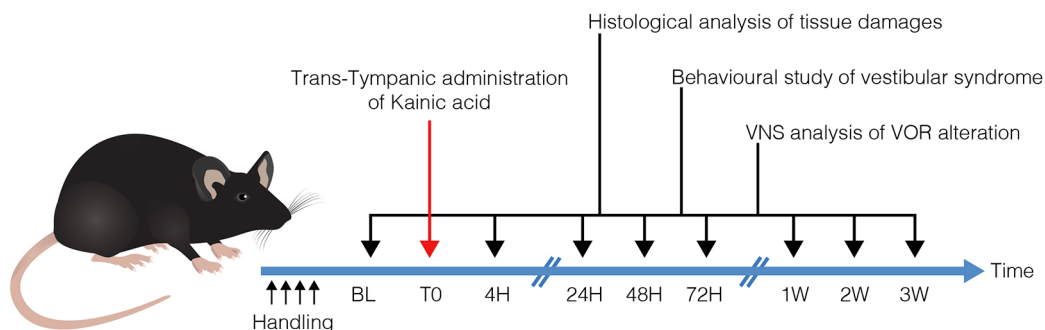 Histological analysis of tissue damages
Trans-Tympanic administration
of Kainic acid
Behavioural study of vestibular syndrome
VNS analysis of VOR alteration
Time
BL T0 4H 24H 48H 72H 1W 2W 3W
Handling